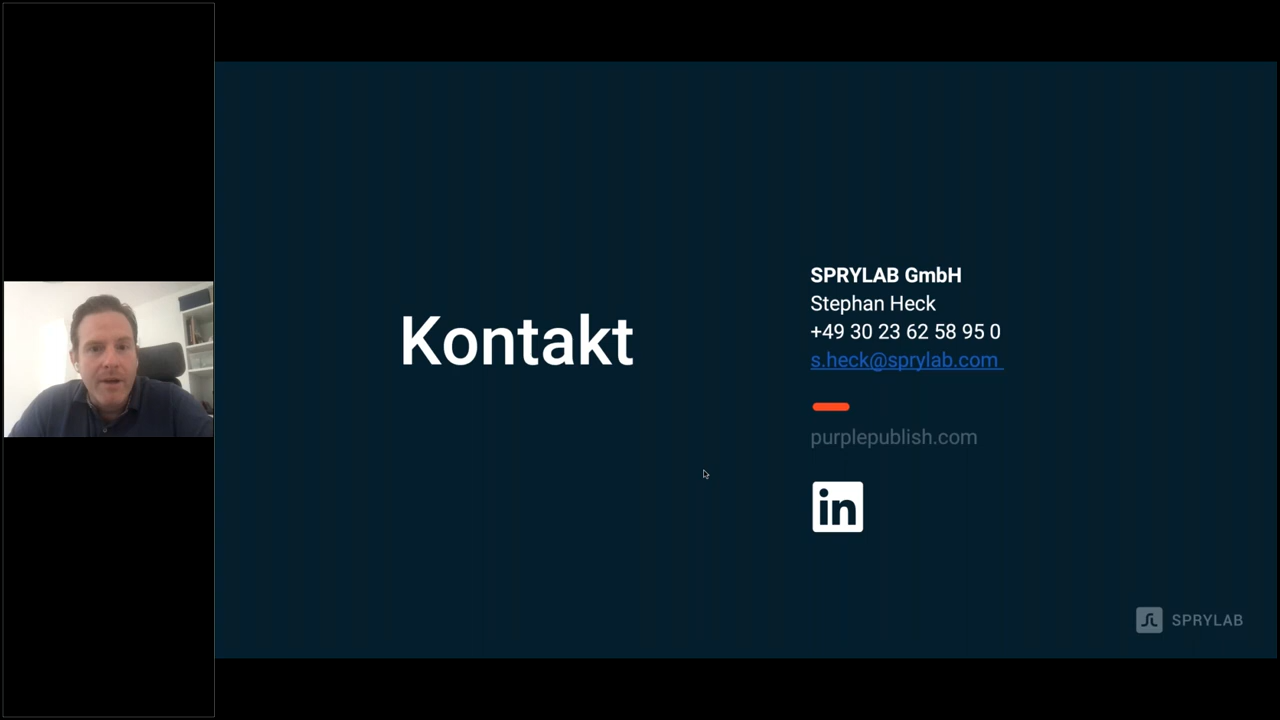 Kontakt
SPRYLAB GmbH
Stephan Heck
+49 30 23 62 58 95 0
s.heck@sprylab.com
purplepublish.com
in
SPRYLAB